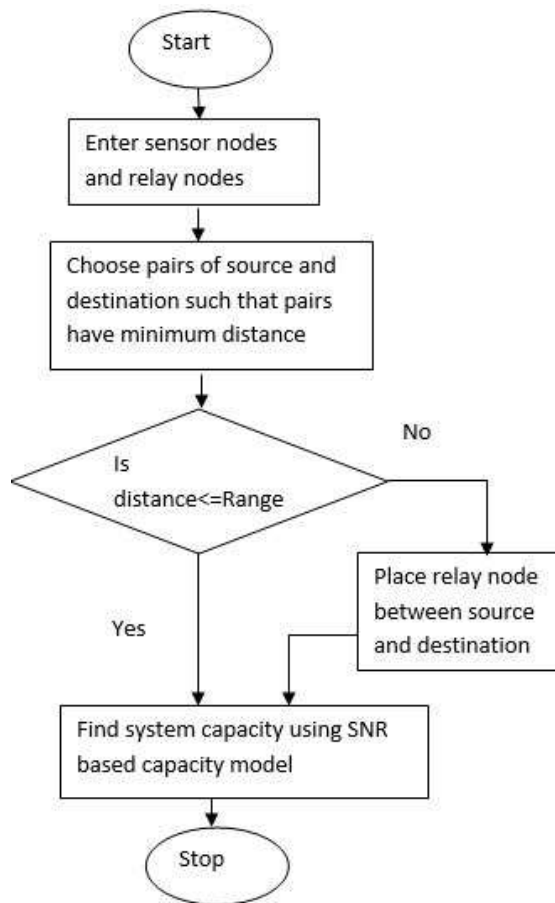 Start
Enter sensor nodes
and relay nodes
Choose pairs of source and
destination such that pairs
have minimum distance
Is
distance<=Range
No
Place relay node
between source
and destination
Yes
Find system capacity using SNR
based capacity model
Stop